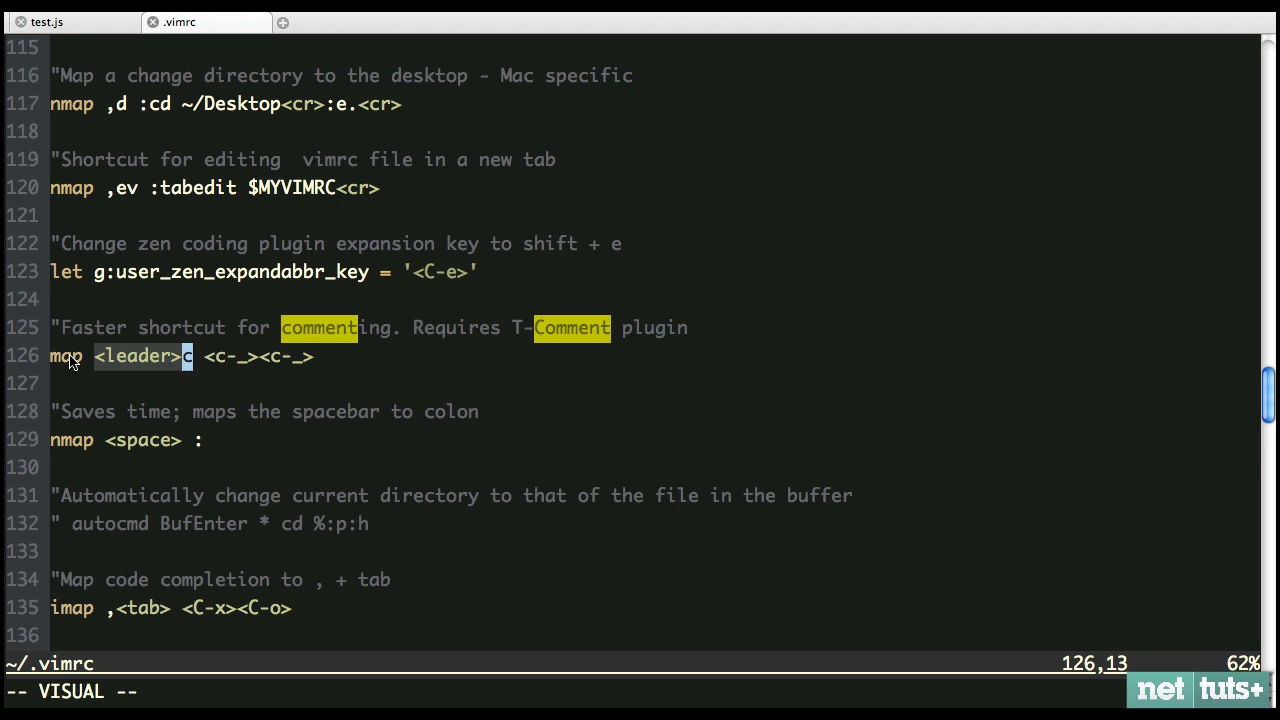 test.js .vimrc
115
116 "Map a change directory to the desktop - Mac specific
117 nmap ,d :cd ~/Desktop<cr>:e.<cr>
118
119 "Shortcut for editing  vimrc file in a new tab
120 nmap ,ev :tabedit $MYVIMRC<cr>
121
122 "Change zen coding plugin expansion key to shift + e
123 let g:user_zen_expandabbr_key = '<C-e>'
124
125 "Faster shortcut for commenting. Requires T-Comment plugin
126 map <leader>c <c-_><c-_>
127
128 "Saves time; maps the spacebar to colon
129 nmap <space> :
130
131 "Automatically change current directory to that of the file in the buffer
132 " autocmd BufEnter * cd %:p:h
133
134 "Map code completion to , + tab
135 imap ,<tab> <C-x><C-o>
136
~/.vimrc 126,13 62%
-- VISUAL --
net tuts+